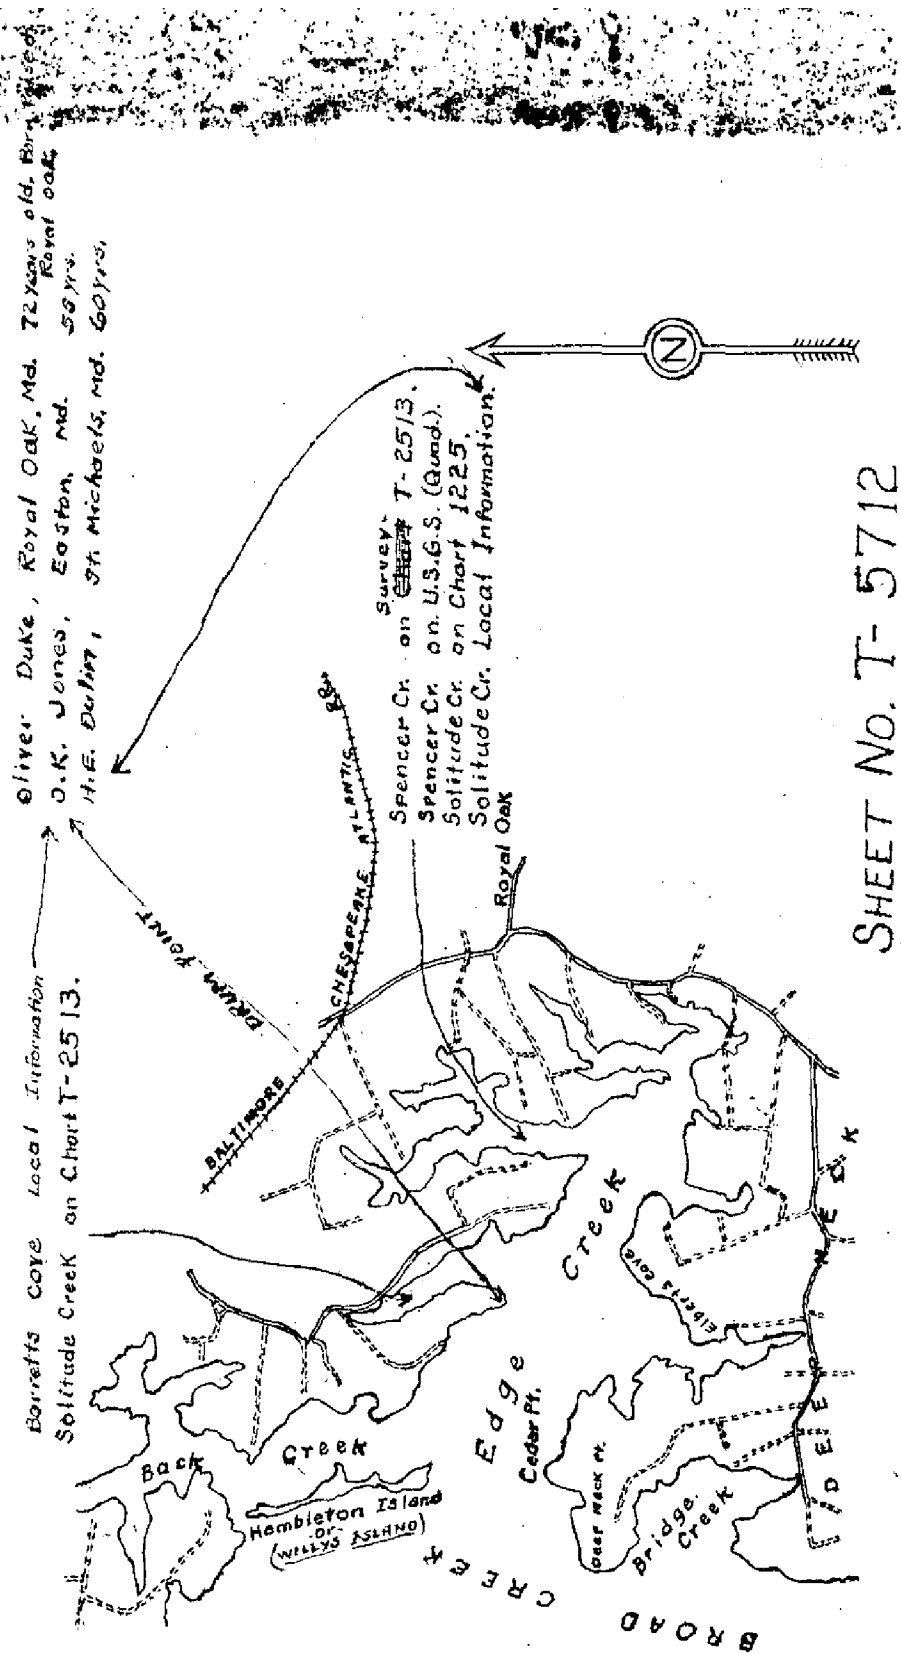 Barretts Cove Local Information
Solitude Creek on Chart T-2513.
Oliver Duke, Royal Oak, Md. 72 years old. Born
Royal Oak,
O.K. Jones, Easton, Md. 58 yrs.
H.E. Dulin, St. Michaels, Md. 60 yrs,
DRUM POINT
BALTIMORE CHESAPEAKE ATLANTIC RR
Survey
Spencer Cr. on Chart T-2513.
Spencer Cr. on U.S.G.S. (Quad.).
Solitude Cr. on Chart 1225.
Solitude Cr. Local Information.
Royal Oak
N
Back Creek
Hambleton Island
or
(WILLYS ISLAND)
Edge Creek
Cedar Pt.
Elberts Cove
Deep Neck Pt.
Bridge
Creek
BROAD CREEK
DEEP NECK
SHEET No. T-5712